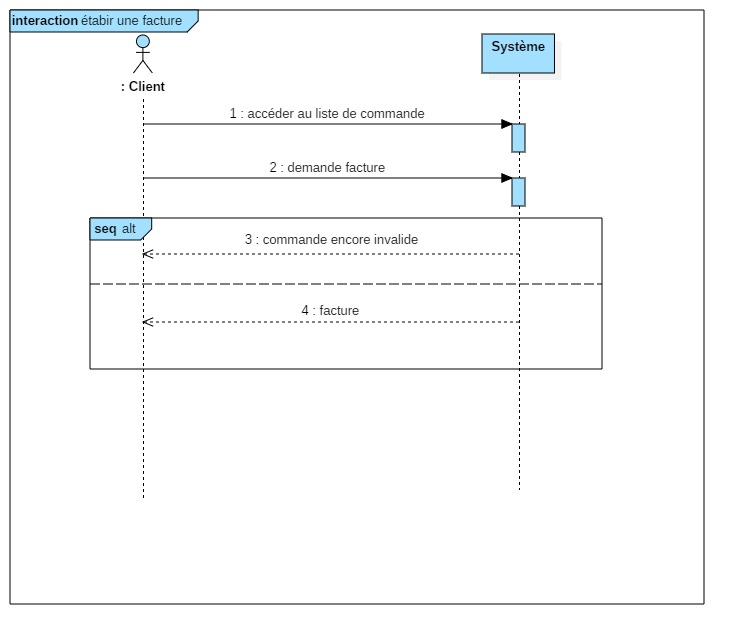 interaction étabir une facture
Système
: Client
1 : accéder au liste de commande
2 : demande facture
seq alt
3 : commande encore invalide
4 : facture